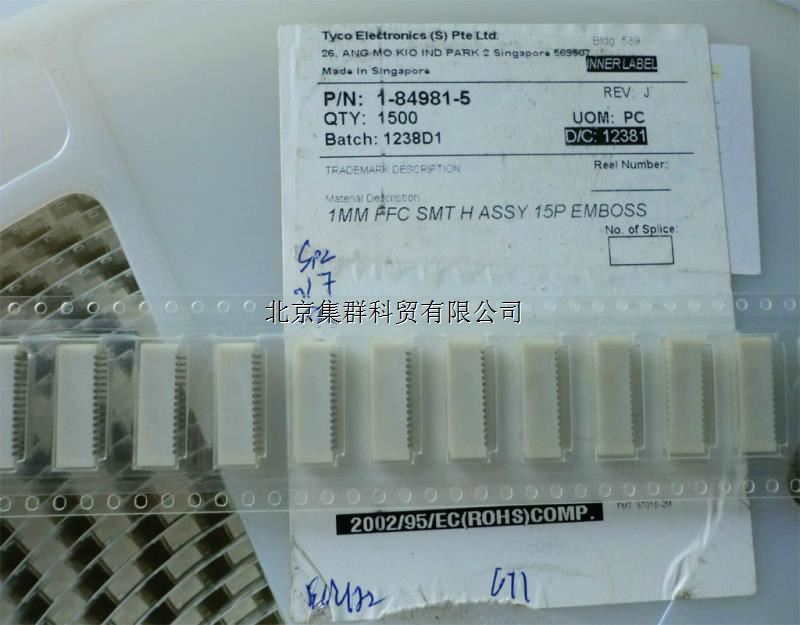 Tyco Electronics (S) Pte Ltd.
Bldg 539
26, ANG MO KIO IND PARK 2 Singapore 569507
INNER LABEL
Made In Singapore
P/N: 1-84981-5
REV: J
QTY: 1500
UOM: PC
Batch: 1238D1
D/C: 12381
TRADEMARK DESCRIPTION
Reel Number:
Material Description
1MM FFC SMT H ASSY 15P EMBOSS
No. of Splice:
北京集群科贸有限公司
2002/95/EC(ROHS)COMP.
FMT: 97016-2M